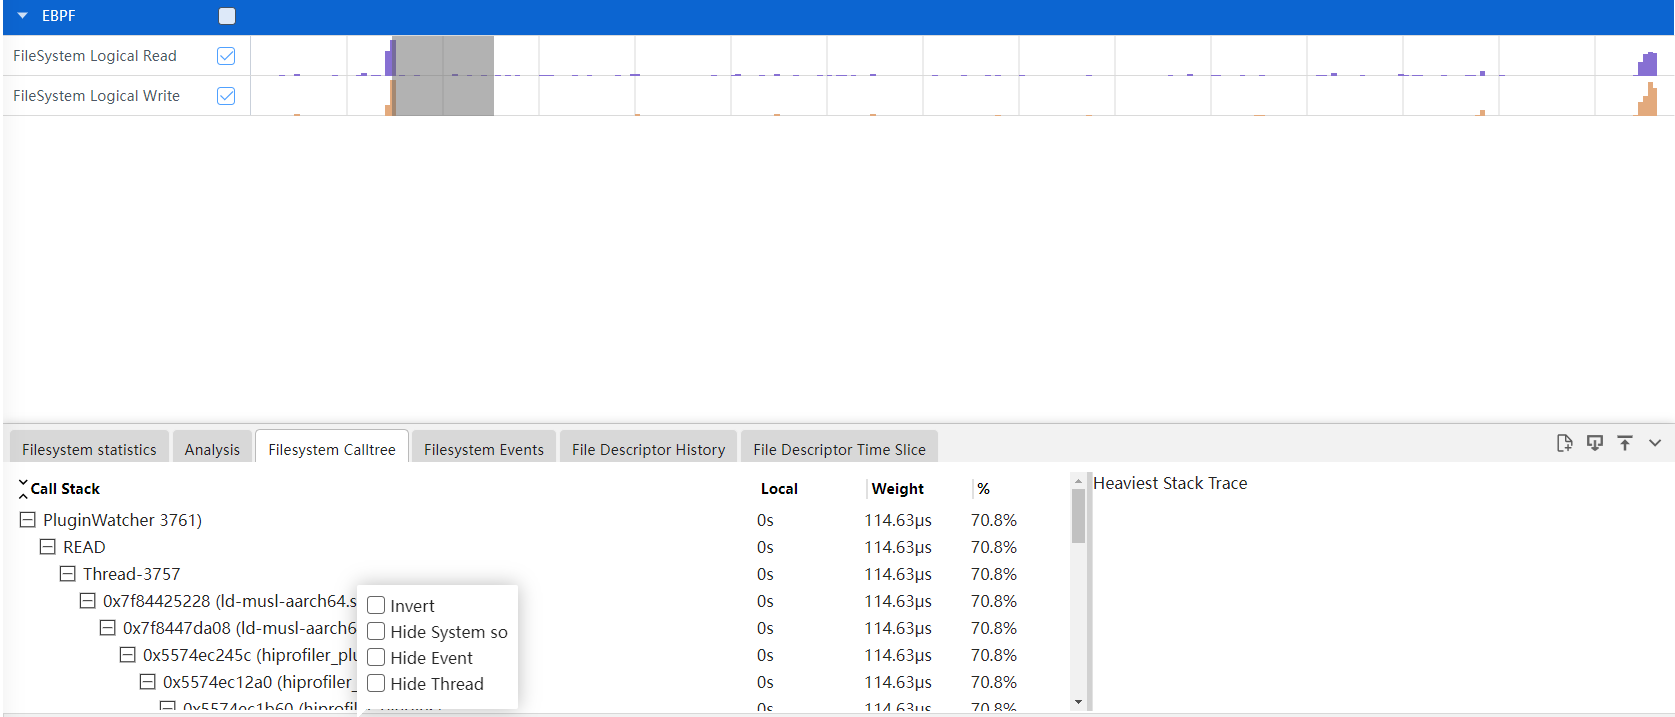 EBPF
FileSystem Logical Read
FileSystem Logical Write
Filesystem statistics Analysis Filesystem Calltree Filesystem Events File Descriptor History File Descriptor Time Slice
Call Stack Local Weight % Heaviest Stack Trace
PluginWatcher 3761) 0s 114.63µs 70.8%
READ 0s 114.63µs 70.8%
Thread-3757 0s 114.63µs 70.8%
0x7f84425228 (ld-musl-aarch64.s 0s 114.63µs 70.8%
0x7f8447da08 (ld-musl-aarch6 0s 114.63µs 70.8%
0x5574ec245c (hiprofiler_plu 0s 114.63µs 70.8%
0x5574ec12a0 (hiprofiler_ 0s 114.63µs 70.8%
0x5574ec1b60 (hiprofil 0s 114.63µs 70.8%
Invert
Hide System so
Hide Event
Hide Thread